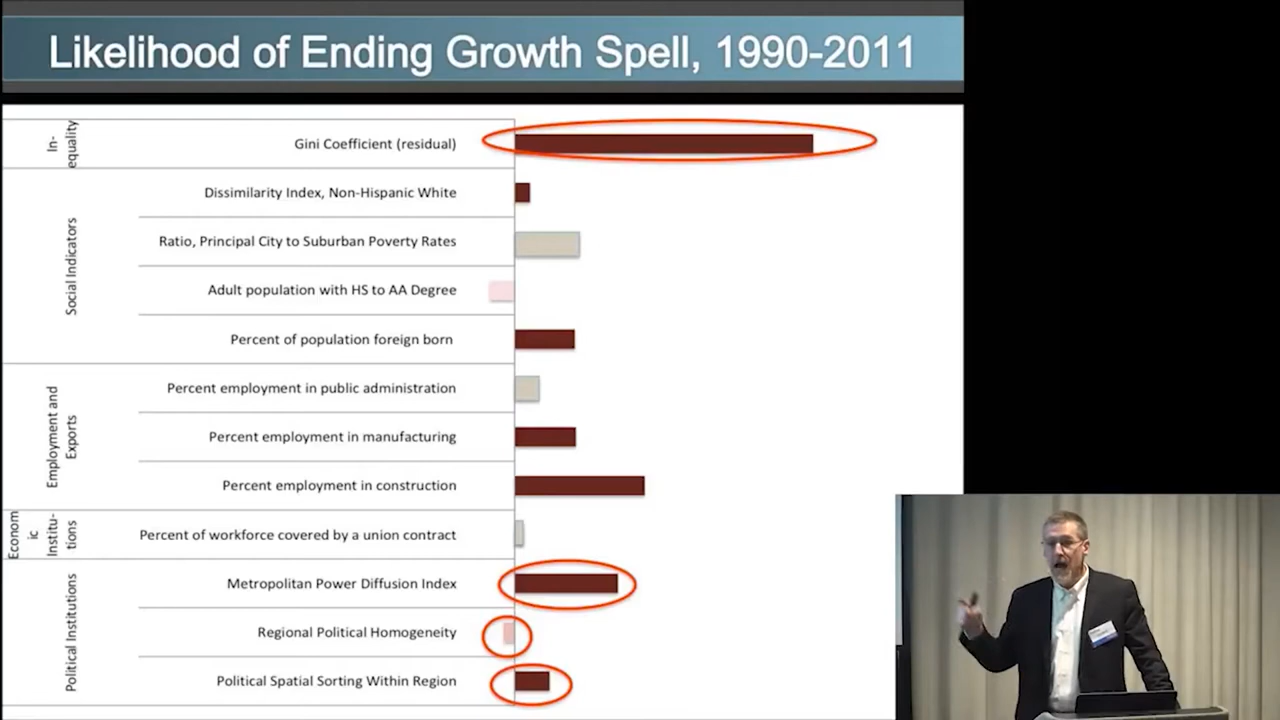 Likelihood of Ending Growth Spell, 1990-2011
In-
equality
Gini Coefficient (residual)
Social Indicators
Dissimilarity Index, Non-Hispanic White
Ratio, Principal City to Suburban Poverty Rates
Adult population with HS to AA Degree
Percent of population foreign born
Employment and
Exports
Percent employment in public administration
Percent employment in manufacturing
Percent employment in construction
Econom
ic
Institu-
tions
Percent of workforce covered by a union contract
Political Institutions
Metropolitan Power Diffusion Index
Regional Political Homogeneity
Political Spatial Sorting Within Region